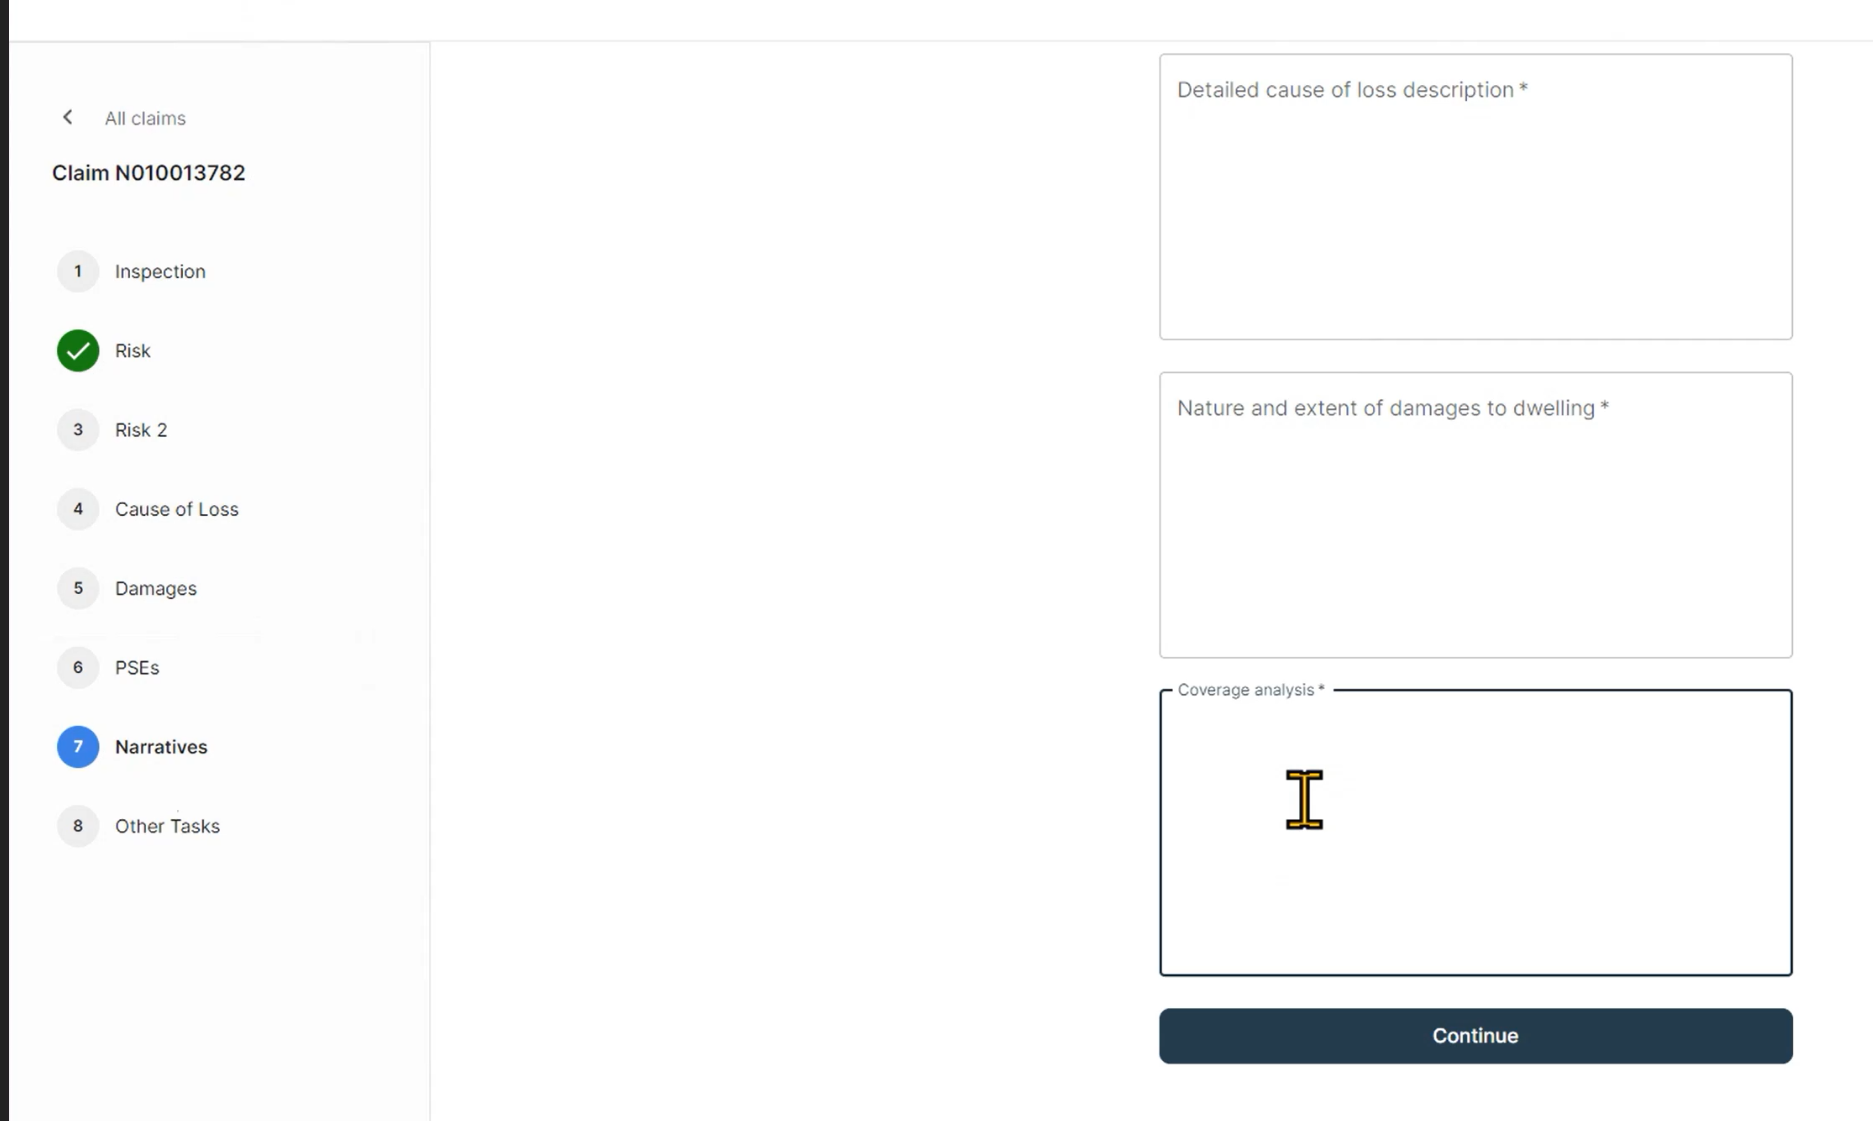 All claims
Claim N010013782
1 Inspection
Risk
3 Risk 2
4 Cause of Loss
5 Damages
6 PSEs
7 Narratives
8 Other Tasks
Detailed cause of loss description *
Nature and extent of damages to dwelling *
Coverage analysis *
Continue